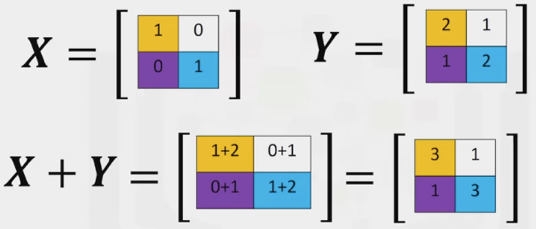 X = [ 1 0 Y = [ 2 1
0 1 ] 1 2 ]
X + Y = [ 1+2 0+1 = [ 3 1
0+1 1+2 ] 1 3 ]